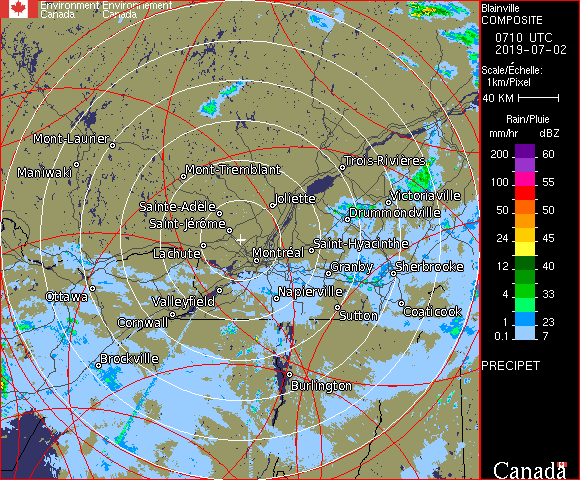 Environment Environnement
Canada Canada
Blainville
COMPOSITE
0710 UTC
2019-07-02
Scale/Échelle:
1km/Pixel
40 KM
Rain/Pluie
mm/hr dBZ
200 60
100 55
50 50
24 45
12 40
4 33
1 23
0.1 7
PRECIPET
Mont-Laurier
Maniwaki
Mont-Tremblant
Trois-Rivières
Sainte-Adele
Joliette
Victoriaville
Drummondville
Saint-Jérôme
Lachute
Montréal
Saint-Hyacinthe
Granby
Sherbrooke
Ottawa
Valleyfield
Napierville
Cornwall
Sutton
Coaticook
Brockville
Burlington
Canada